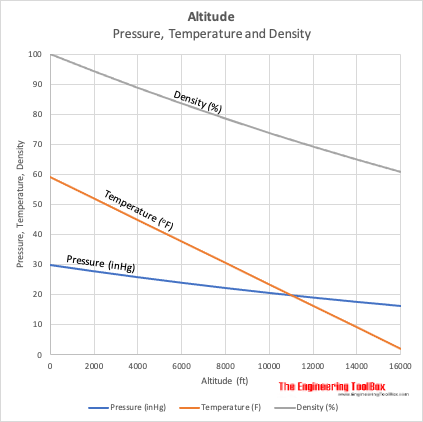 Altitude
Pressure, Temperature and Density
100
90
80
70
60
50
40
30
20
10
0
Pressure, Temperature, Density
Density (%)
Temperature (°F)
Pressure (inHg)
0 2000 4000 6000 8000 10000 12000 14000 16000
Altitude (ft)
The Engineering ToolBox
www.engineeringtoolbox.com
Pressure (inHg) Temperature (F) Density (%)